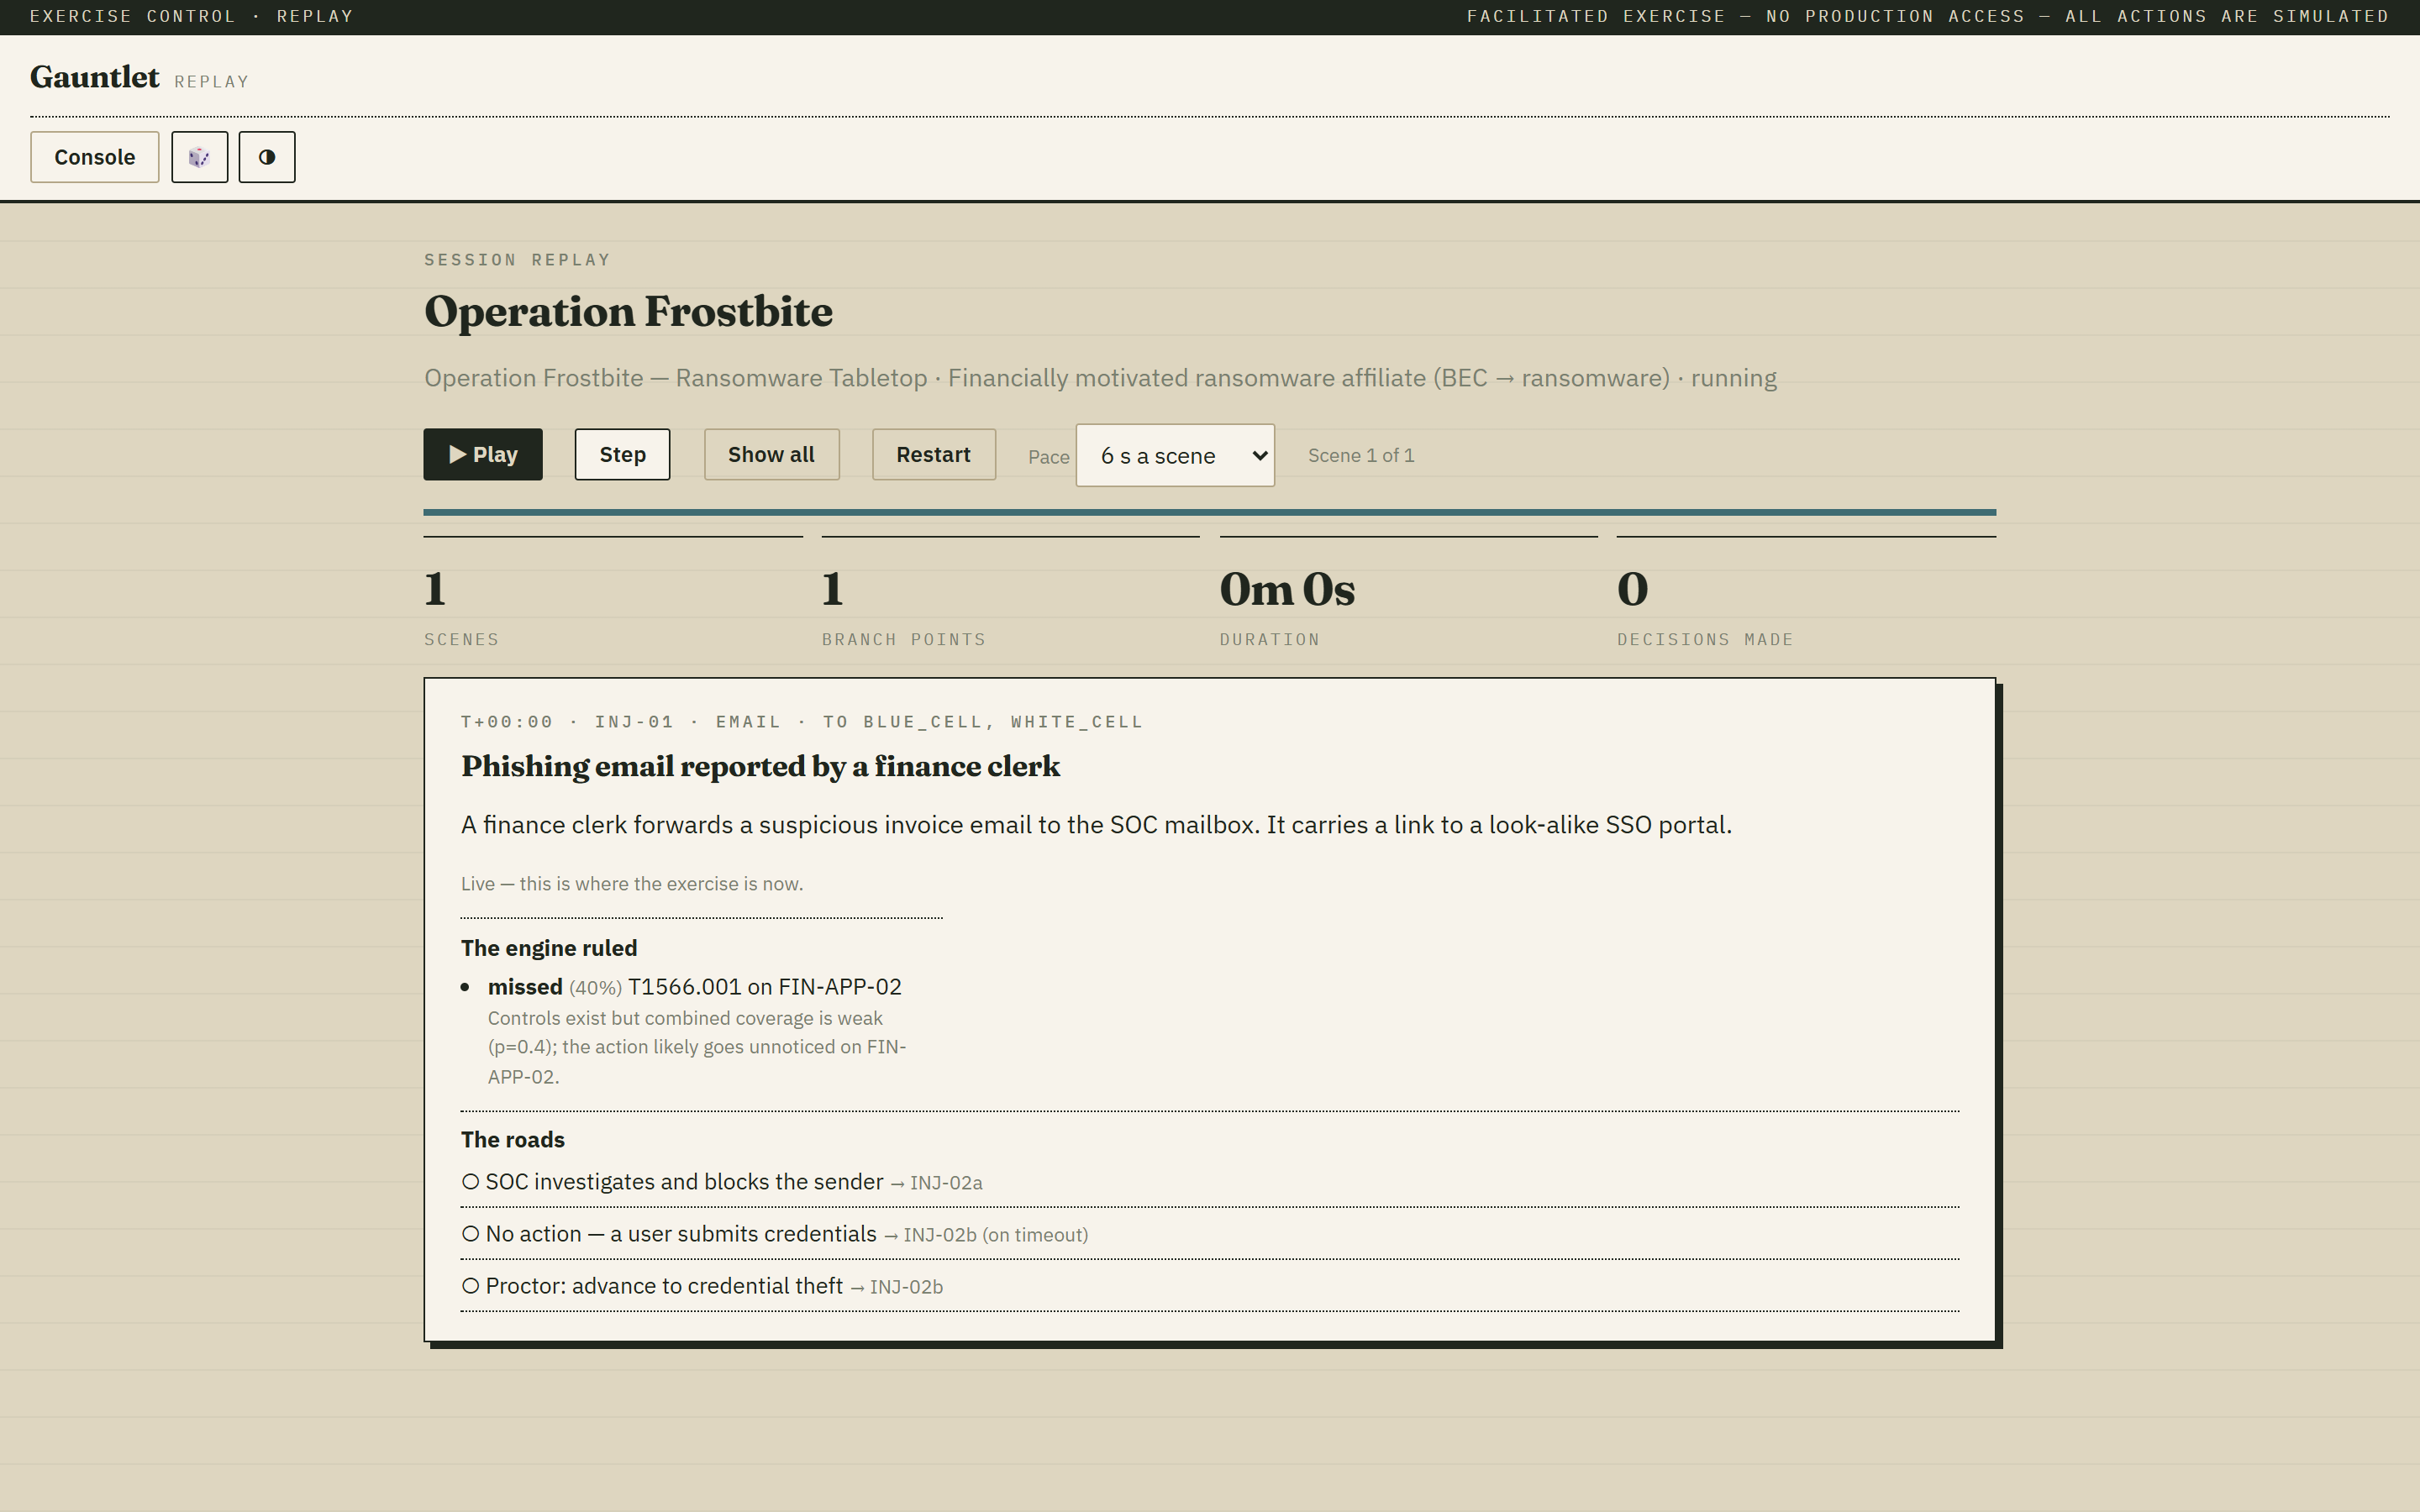 EXERCISE CONTROL · REPLAY
FACILITATED EXERCISE — NO PRODUCTION ACCESS — ALL ACTIONS ARE SIMULATED
Gauntlet REPLAY
Console
SESSION REPLAY
Operation Frostbite
Operation Frostbite — Ransomware Tabletop · Financially motivated ransomware affiliate (BEC → ransomware) · running
▶ Play Step Show all Restart Pace 6 s a scene Scene 1 of 1
1 1 0m 0s 0
SCENES BRANCH POINTS DURATION DECISIONS MADE
T+00:00 · INJ-01 · EMAIL · TO BLUE_CELL, WHITE_CELL
Phishing email reported by a finance clerk
A finance clerk forwards a suspicious invoice email to the SOC mailbox. It carries a link to a look-alike SSO portal.
Live — this is where the exercise is now.
The engine ruled
• missed (40%) T1566.001 on FIN-APP-02
Controls exist but combined coverage is weak
(p=0.4); the action likely goes unnoticed on FIN-
APP-02.
The roads
○ SOC investigates and blocks the sender → INJ-02a
○ No action — a user submits credentials → INJ-02b (on timeout)
○ Proctor: advance to credential theft → INJ-02b